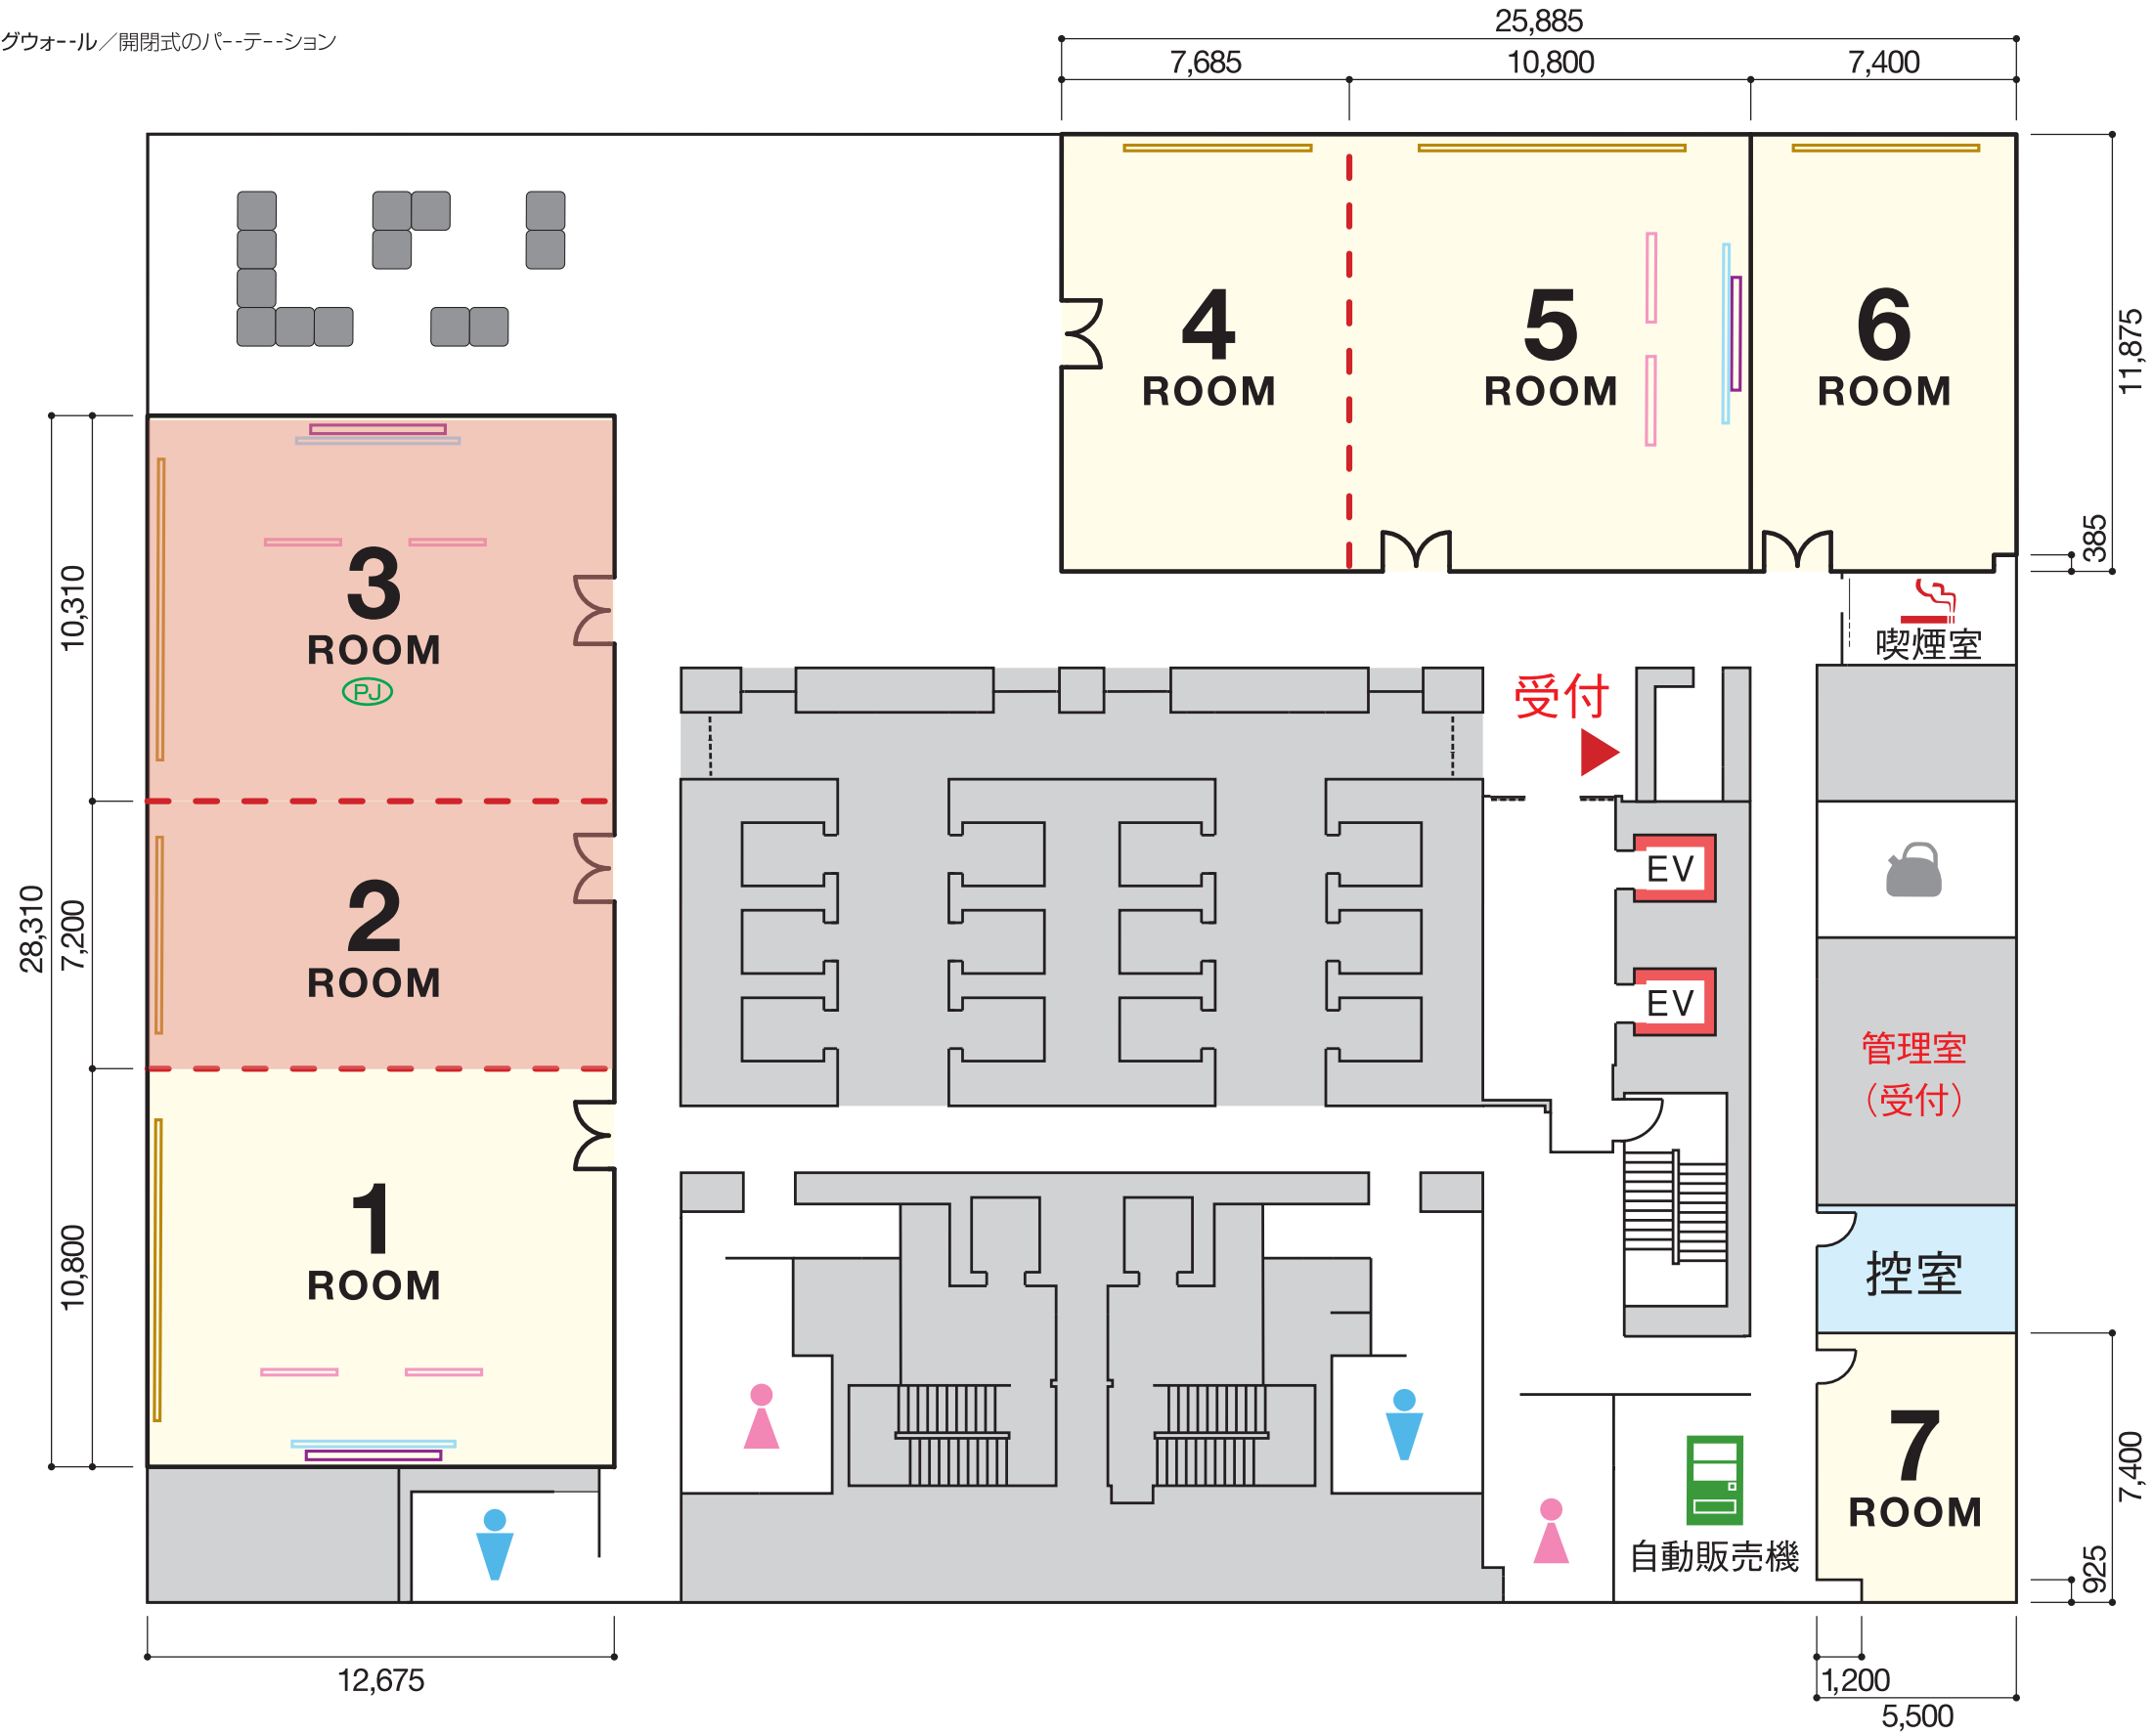 グウォール／開閉式のパーテーション
25,885
7,685
10,800
7,400
4
ROOM
5
ROOM
6
ROOM
11,875
385
喫煙室
3
ROOM
PJ
2
ROOM
1
ROOM
10,310
7,200
10,800
28,310
12,675
受付
EV
EV
管理室
（受付）
控室
7
ROOM
自動販売機
7,400
925
1,200
5,500